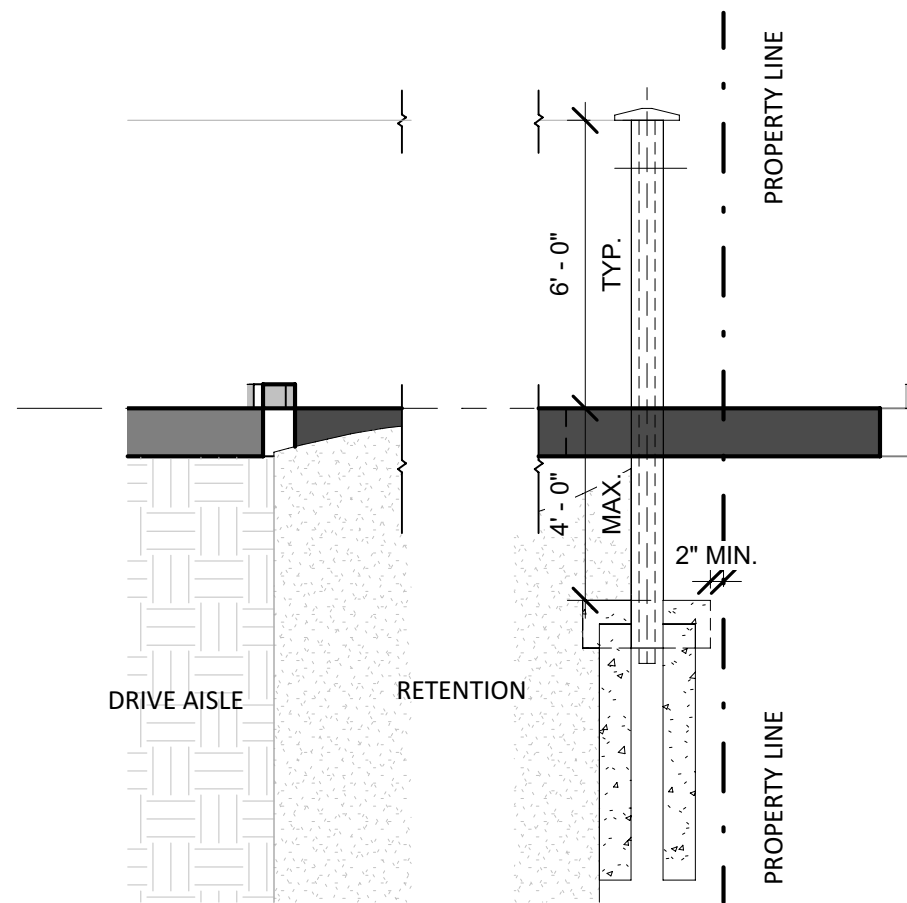 PROPERTY LINE
6' - 0"
TYP.
4' - 0"
MAX.
2" MIN.
DRIVE AISLE
RETENTION
PROPERTY LINE